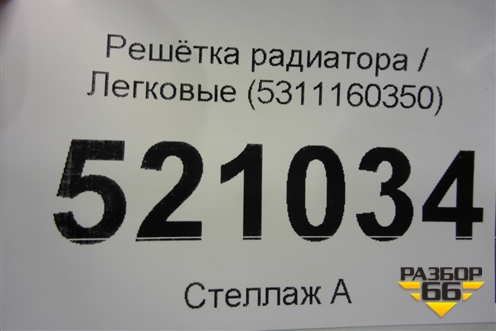 Решётка радиатора /
Легковые (5311160350)
521034
Стеллаж А
РАЗБОР
66